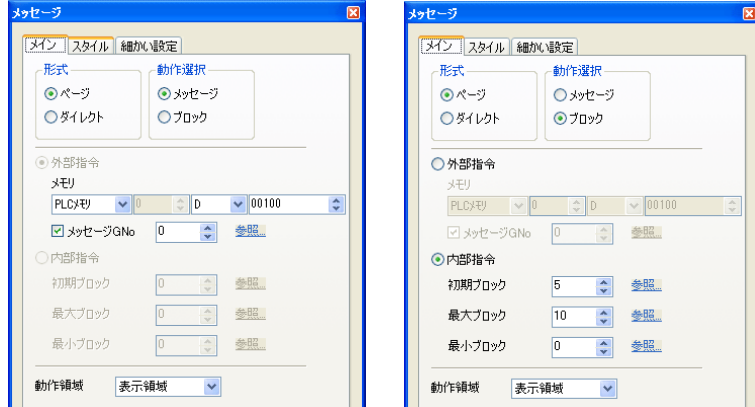 メッセージ
メイン スタイル 細かい設定
形式 動作選択
ページ メッセージ
ダイレクト ブロック
外部指令
メモリ
PLCメモリ 0 D 00100
メッセージGNo 0 参照...
内部指令
初期ブロック 0 参照...
最大ブロック 0 参照...
最小ブロック 0 参照...
動作領域 表示領域
メッセージ
メイン スタイル 細かい設定
形式 動作選択
ページ メッセージ
ダイレクト ブロック
外部指令
メモリ
PLCメモリ 0 D 00100
メッセージGNo 0 参照...
内部指令
初期ブロック 5 参照...
最大ブロック 10 参照...
最小ブロック 0 参照...
動作領域 表示領域